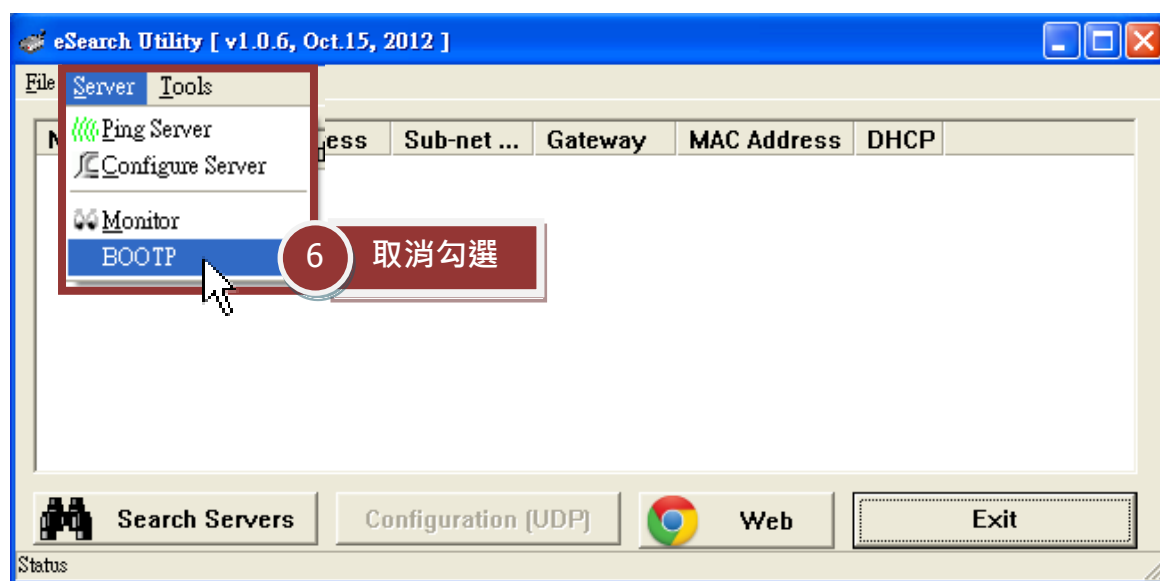 eSearch Utility [ v1.0.6, Oct.15, 2012 ]
File Server Tools
Ping Server
Configure Server
Monitor
BOOTP
6 取消勾選
ess Sub-net ... Gateway MAC Address DHCP
Search Servers Configuration (UDP) Web Exit
Status